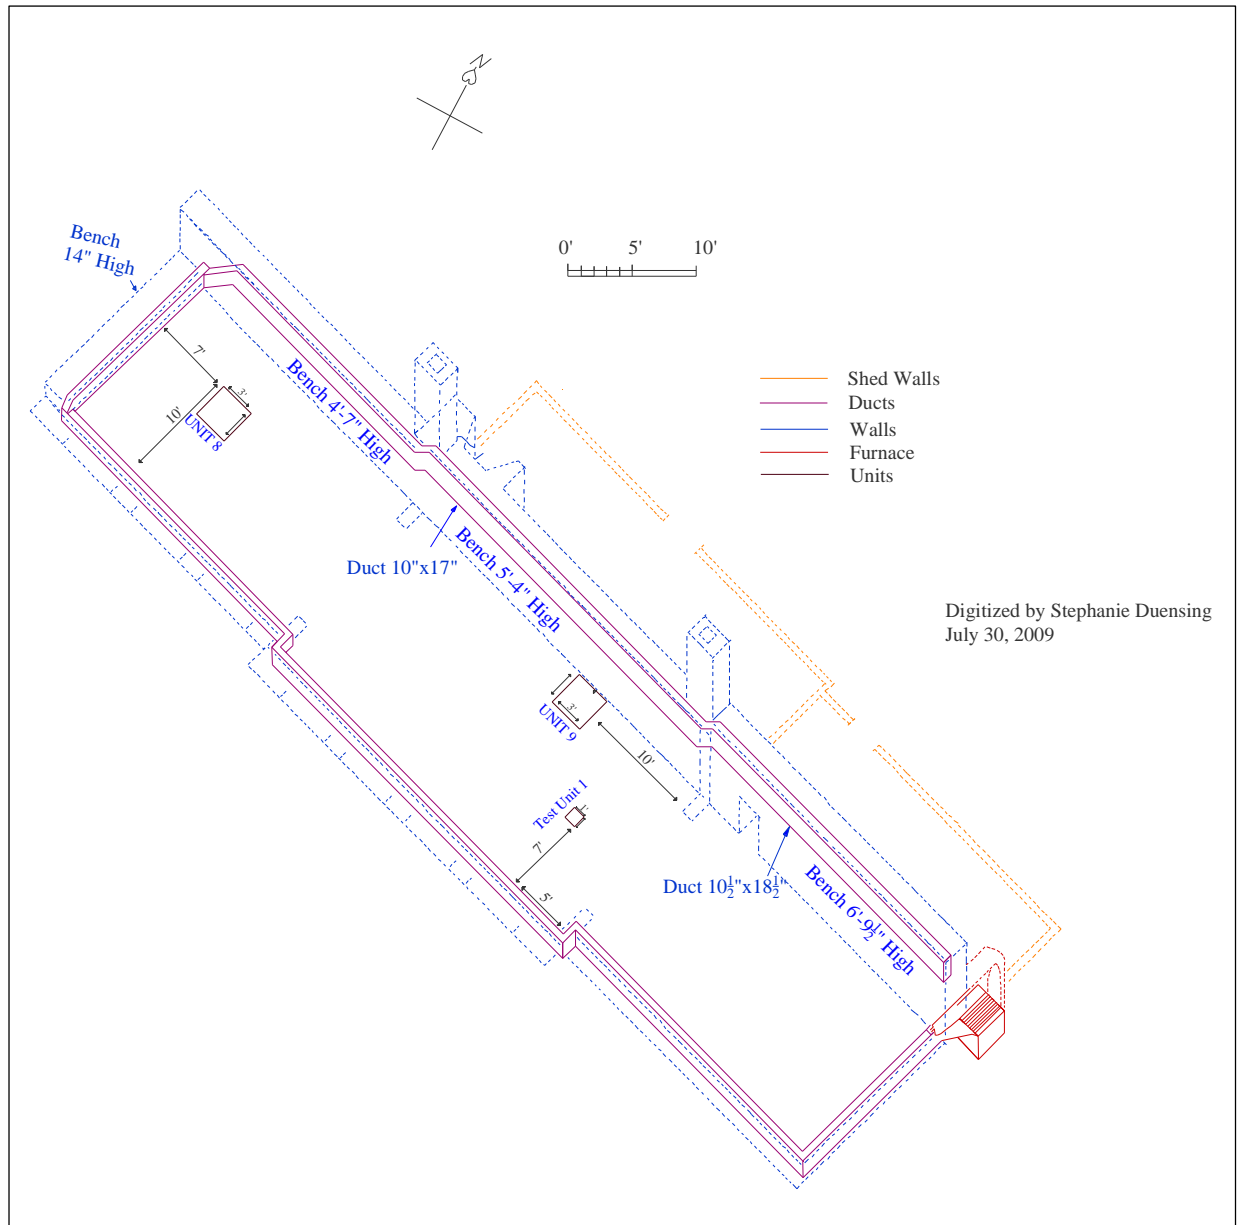 N
0' 5' 10'
Bench
14" High
Shed Walls
Ducts
Walls
Furnace
Units
7'
3'
10'
UNIT 8
Bench 4'-7" High
Duct 10"x17"
Bench 5'-4" High
Digitized by Stephanie Duensing
July 30, 2009
3'
UNIT 9
10'
Test Unit 1
1'
7'
5'
Duct 10½"x18½"
Bench 6'-9½" High